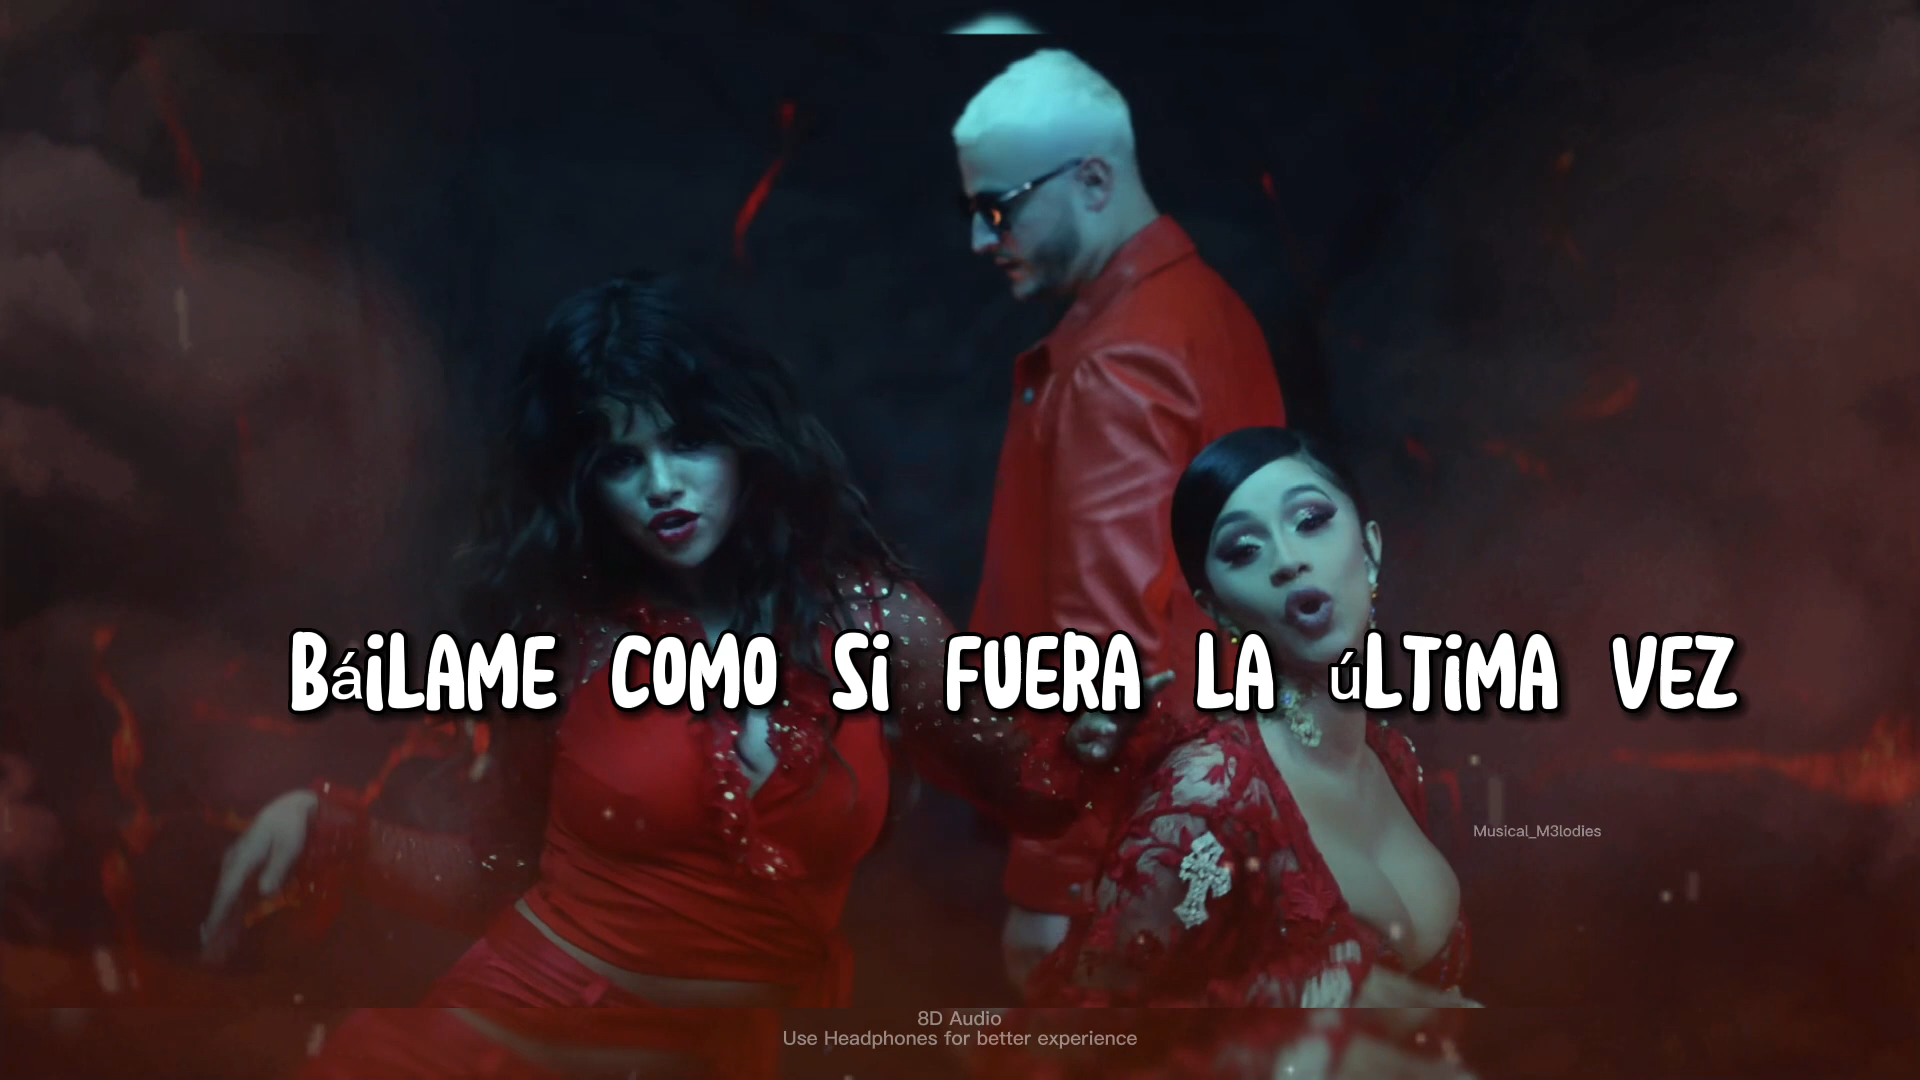 BáiLAME COMO Si FUERA LA úLTiMA VEZ
Musical_M3lodies
8D Audio
Use Headphones for better experience